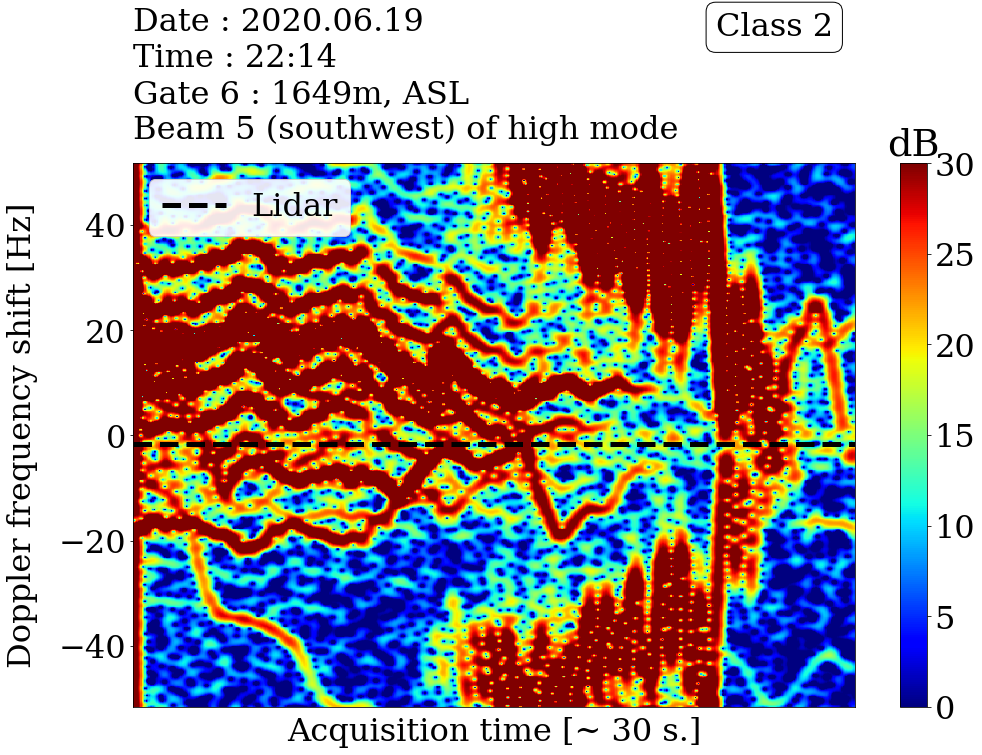 Date : 2020.06.19
Time : 22:14
Gate 6 : 1649m, ASL
Beam 5 (southwest) of high mode
Class 2
dB
Lidar
Doppler frequency shift [Hz]
40
20
0
−20
−40
30
25
20
15
10
5
0
Acquisition time [~ 30 s.]